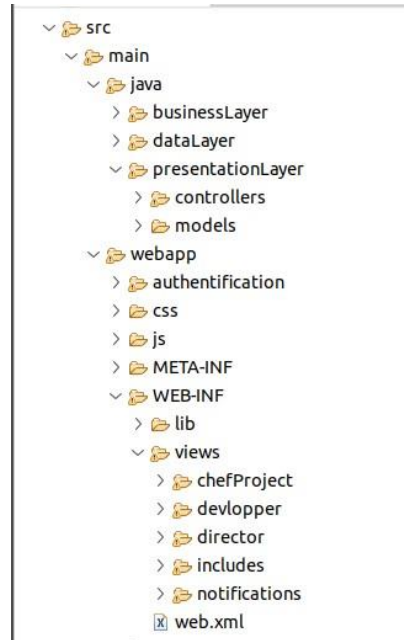 src
main
java
businessLayer
dataLayer
presentationLayer
controllers
models
webapp
authentification
css
js
META-INF
WEB-INF
lib
views
chefProject
devlopper
director
includes
notifications
web.xml